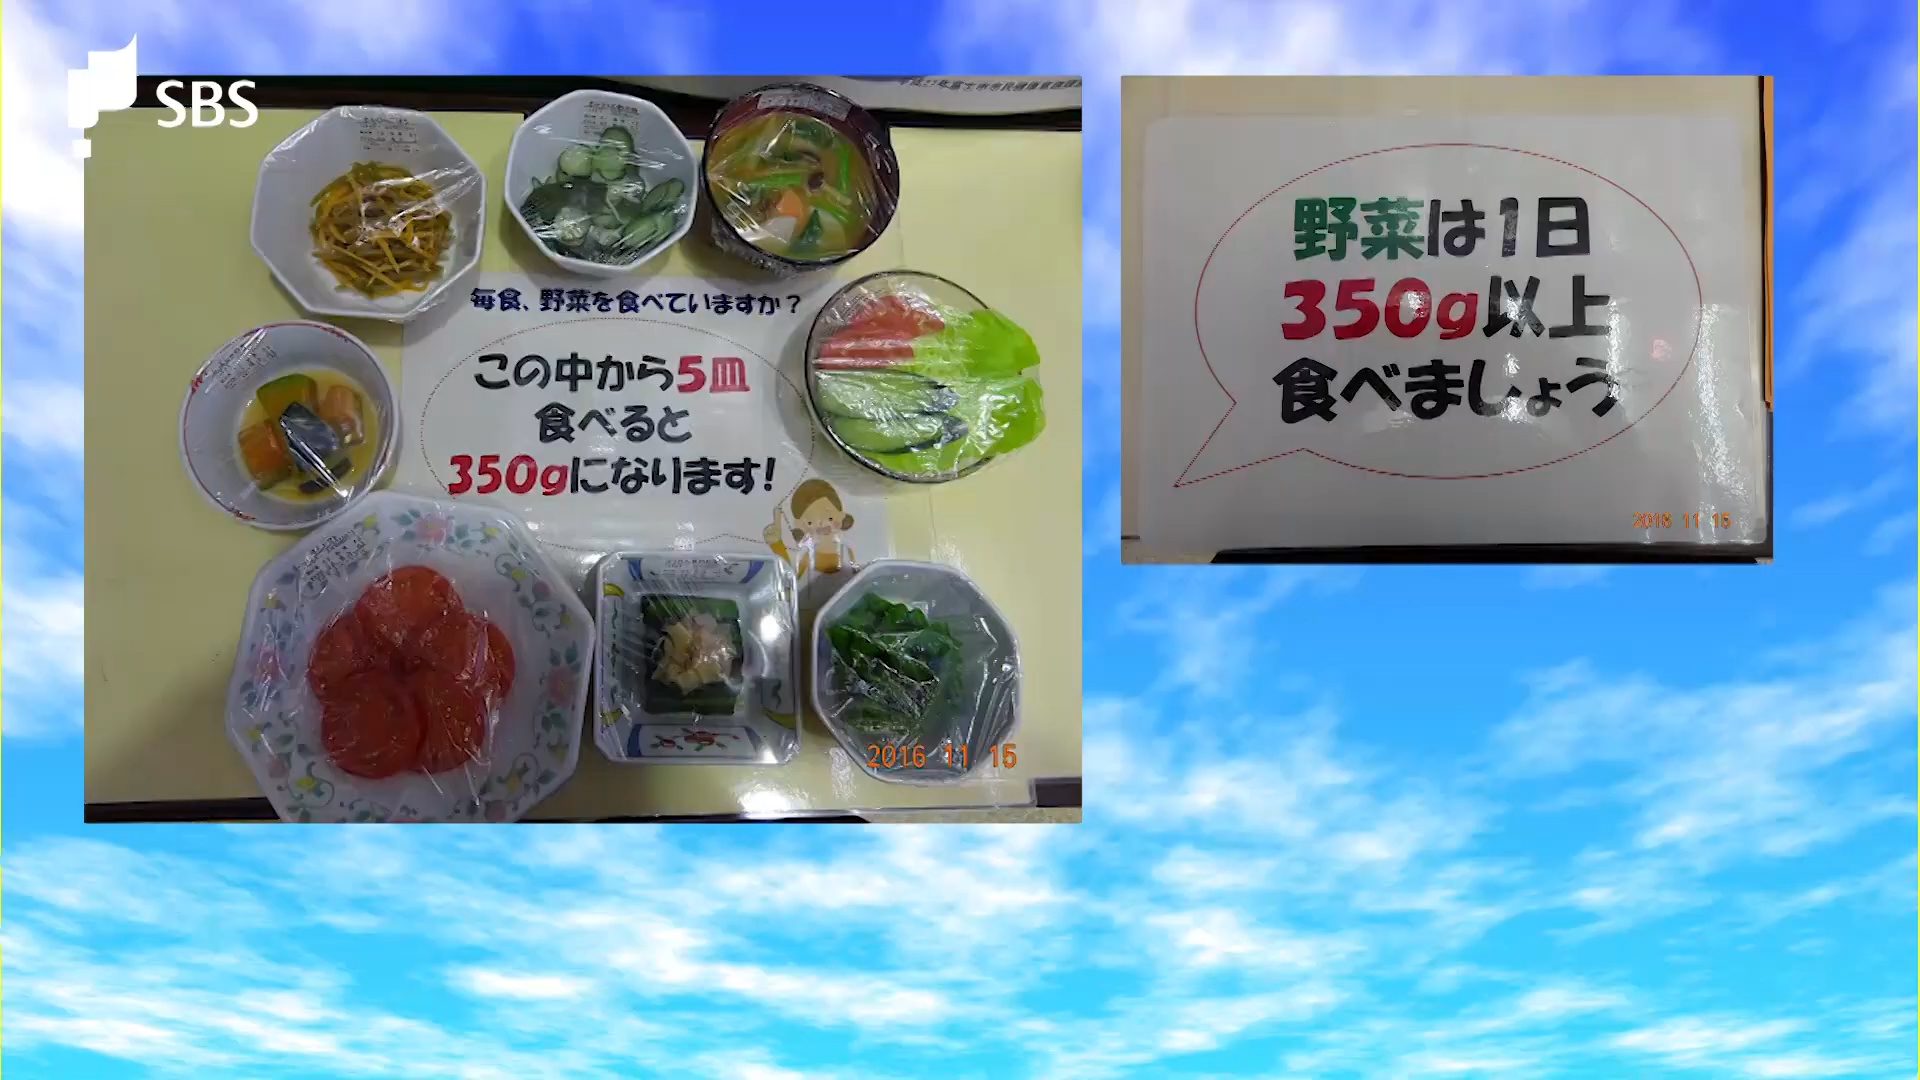 SBS
毎食、野菜を食べていますか？
この中から5皿
食べると
350gになります!
2016 11 15
野菜は1日
350g以上
食べましょう
2016 11 15